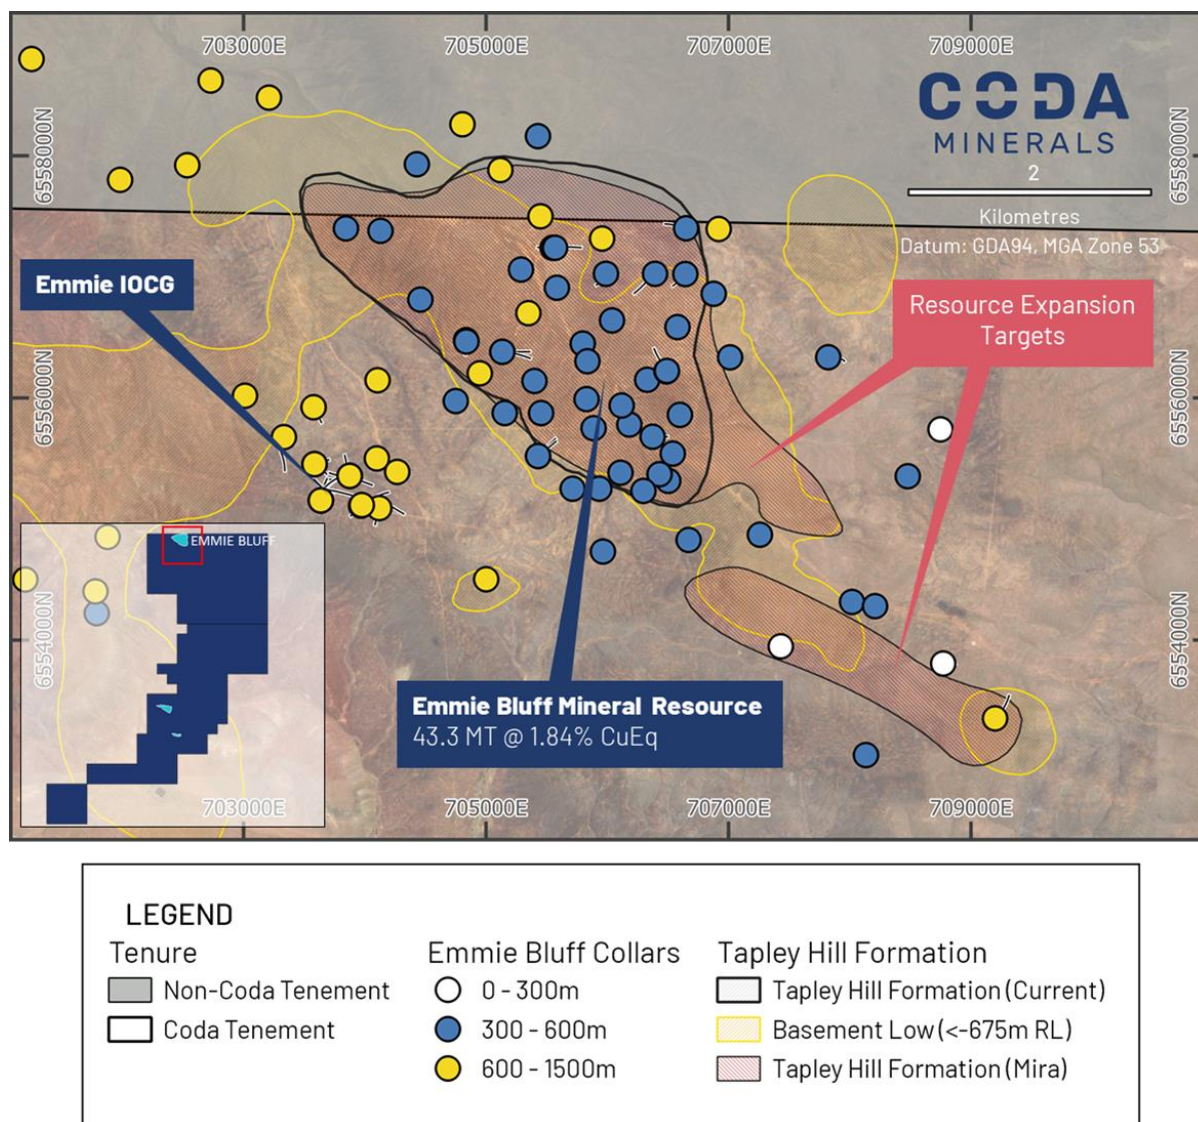 703000E
705000E
707000E
709000E
CODA
MINERALS
6558000N
6558000N
2
Kilometres
Datum: GDA94, MGA Zone 53
Emmie IOCG
Resource Expansion
Targets
6556000N
6556000N
EMMIE BLUFF
6554000N
6554000N
Emmie Bluff Mineral Resource
43.3 MT @ 1.84% CuEq
703000E
705000E
707000E
709000E
LEGEND
Tenure
Non-Coda Tenement
Coda Tenement
Emmie Bluff Collars
0 - 300m
300 - 600m
600 - 1500m
Tapley Hill Formation
Tapley Hill Formation (Current)
Basement Low (<-675m RL)
Tapley Hill Formation (Mira)